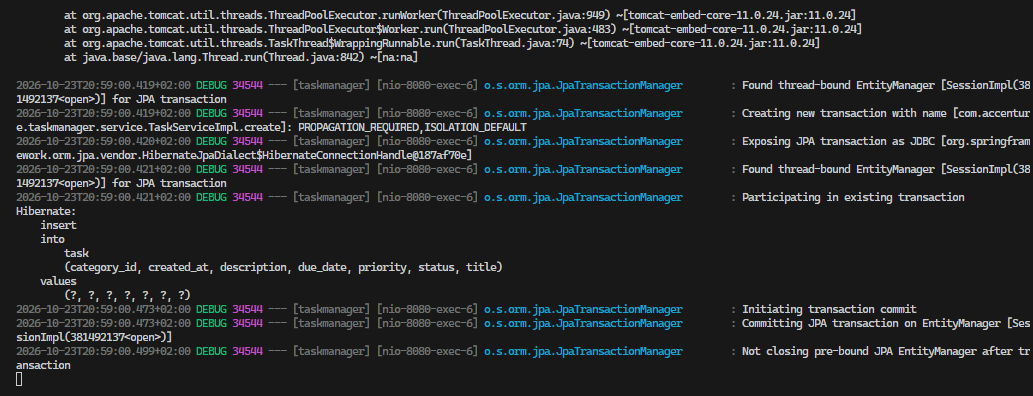 at org.apache.tomcat.util.threads.ThreadPoolExecutor.runWorker(ThreadPoolExecutor.java:949) ~[tomcat-embed-core-11.0.24.jar:11.0.24]
at org.apache.tomcat.util.threads.ThreadPoolExecutor$Worker.run(ThreadPoolExecutor.java:483) ~[tomcat-embed-core-11.0.24.jar:11.0.24]
at org.apache.tomcat.util.threads.TaskThread$WrappingRunnable.run(TaskThread.java:74) ~[tomcat-embed-core-11.0.24.jar:11.0.24]
at java.base/java.lang.Thread.run(Thread.java:842) ~[na:na]
2026-10-23T20:59:00.419+02:00 DEBUG 34544 --- [taskmanager] [nio-8080-exec-6] o.s.orm.jpa.JpaTransactionManager : Found thread-bound EntityManager [SessionImpl(38
1492137<open>)] for JPA transaction
2026-10-23T20:59:00.419+02:00 DEBUG 34544 --- [taskmanager] [nio-8080-exec-6] o.s.orm.jpa.JpaTransactionManager : Creating new transaction with name [com.accentur
e.taskmanager.service.TaskServiceImpl.create]: PROPAGATION_REQUIRED,ISOLATION_DEFAULT
2026-10-23T20:59:00.420+02:00 DEBUG 34544 --- [taskmanager] [nio-8080-exec-6] o.s.orm.jpa.JpaTransactionManager : Exposing JPA transaction as JDBC [org.springfram
ework.orm.jpa.vendor.HibernateJpaDialect$HibernateConnectionHandle@187af70e]
2026-10-23T20:59:00.421+02:00 DEBUG 34544 --- [taskmanager] [nio-8080-exec-6] o.s.orm.jpa.JpaTransactionManager : Found thread-bound EntityManager [SessionImpl(38
1492137<open>)] for JPA transaction
2026-10-23T20:59:00.421+02:00 DEBUG 34544 --- [taskmanager] [nio-8080-exec-6] o.s.orm.jpa.JpaTransactionManager : Participating in existing transaction
Hibernate:
insert
into
task
(category_id, created_at, description, due_date, priority, status, title)
values
(?, ?, ?, ?, ?, ?, ?)
2026-10-23T20:59:00.473+02:00 DEBUG 34544 --- [taskmanager] [nio-8080-exec-6] o.s.orm.jpa.JpaTransactionManager : Initiating transaction commit
2026-10-23T20:59:00.473+02:00 DEBUG 34544 --- [taskmanager] [nio-8080-exec-6] o.s.orm.jpa.JpaTransactionManager : Committing JPA transaction on EntityManager [Ses
sionImpl(381492137<open>)]
2026-10-23T20:59:00.499+02:00 DEBUG 34544 --- [taskmanager] [nio-8080-exec-6] o.s.orm.jpa.JpaTransactionManager : Not closing pre-bound JPA EntityManager after tr
ansaction